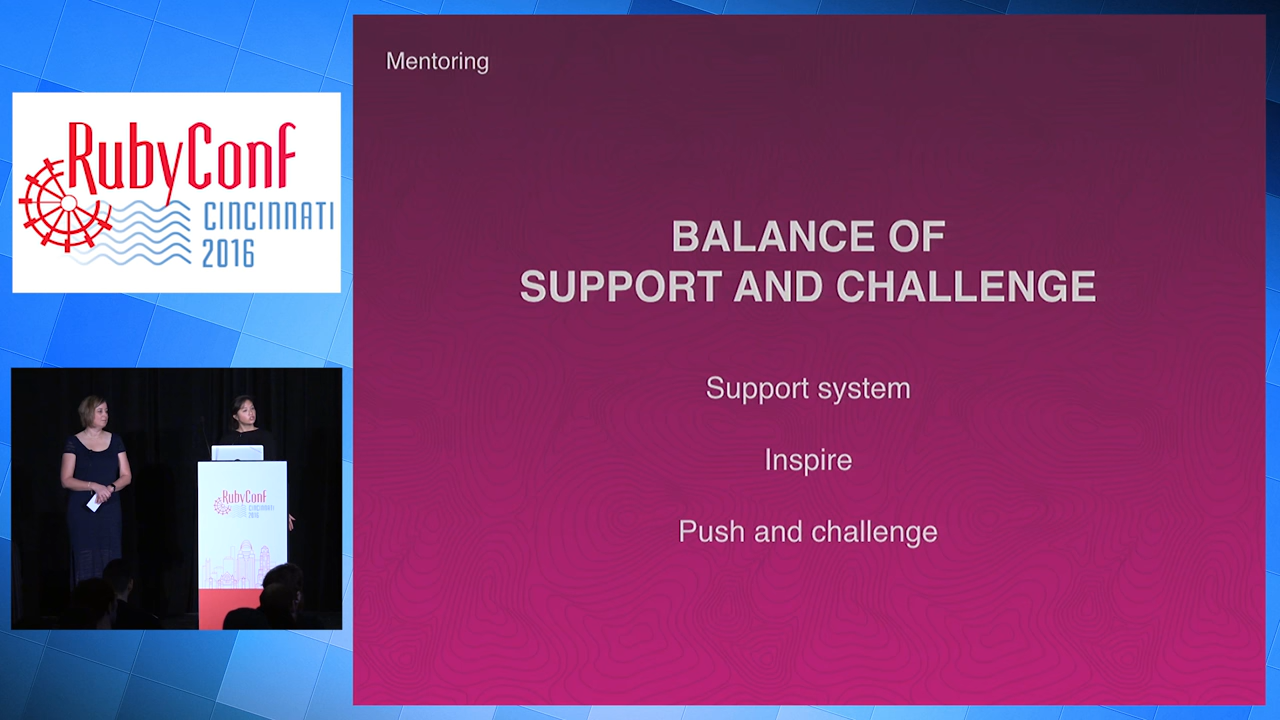 Mentoring
RubyConf
CINCINNATI
2016
BALANCE OF
SUPPORT AND CHALLENGE
Support system
Inspire
Push and challenge
RubyConf
CINCINNATI
2016